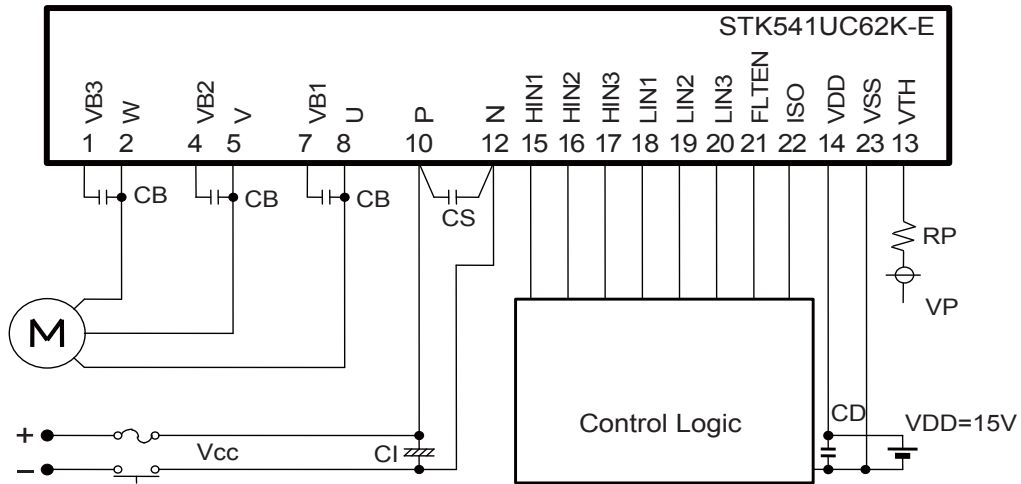 STK541UC62K-E
VB3 W VB2 V VB1 U P N HIN1 HIN2 HIN3 LIN1 LIN2 LIN3 FLTEN ISO VDD VSS VTH
1 2 4 5 7 8 10 12 15 16 17 18 19 20 21 22 14 23 13
CB CB CB CS
RP
VP
M
Control Logic
CD VDD=15V
+ Vcc CI
−